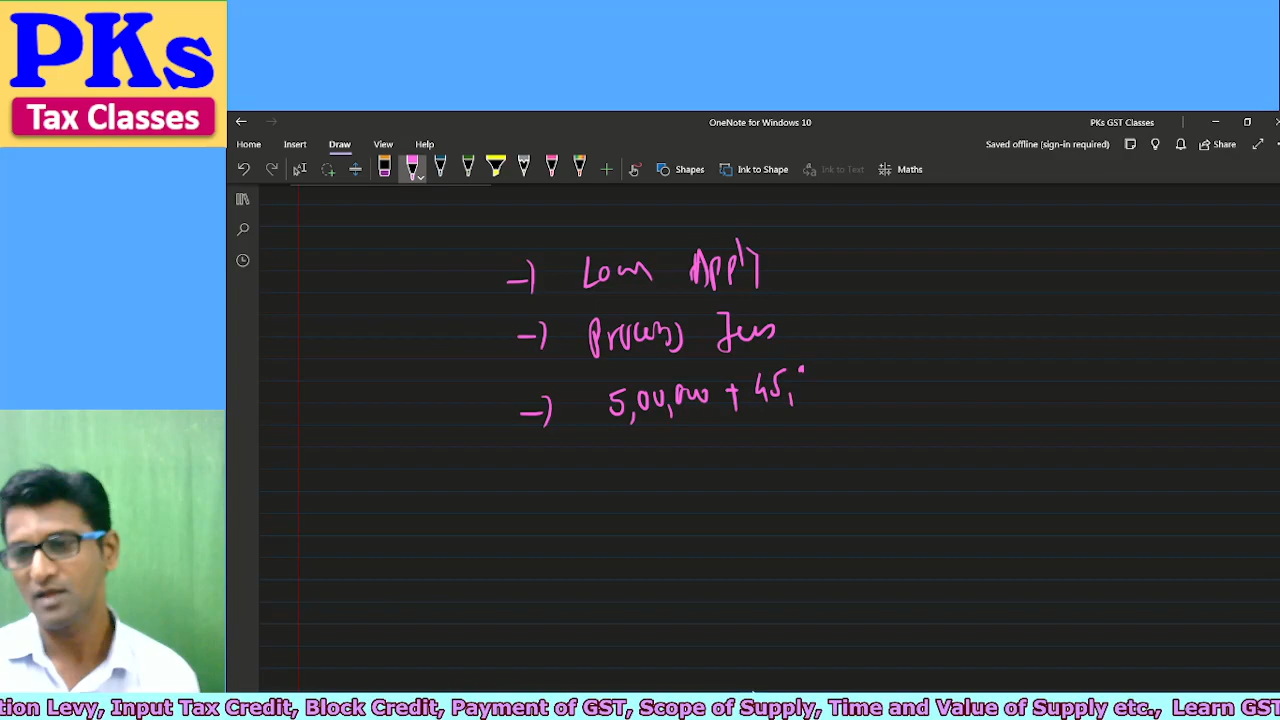 PKs
Tax Classes
OneNote for Windows 10
PKs GST Classes
Home Insert Draw View Help
Saved offline (sign-in required)
Share
Shapes
Ink to Shape
Ink to Text
Maths
→ Loan Apply
→ Process Fees
→ 5,00,000 + 45,
tion Levy, Input Tax Credit, Block Credit, Payment of GST, Scope of Supply, Time and Value of Supply etc., Learn GST